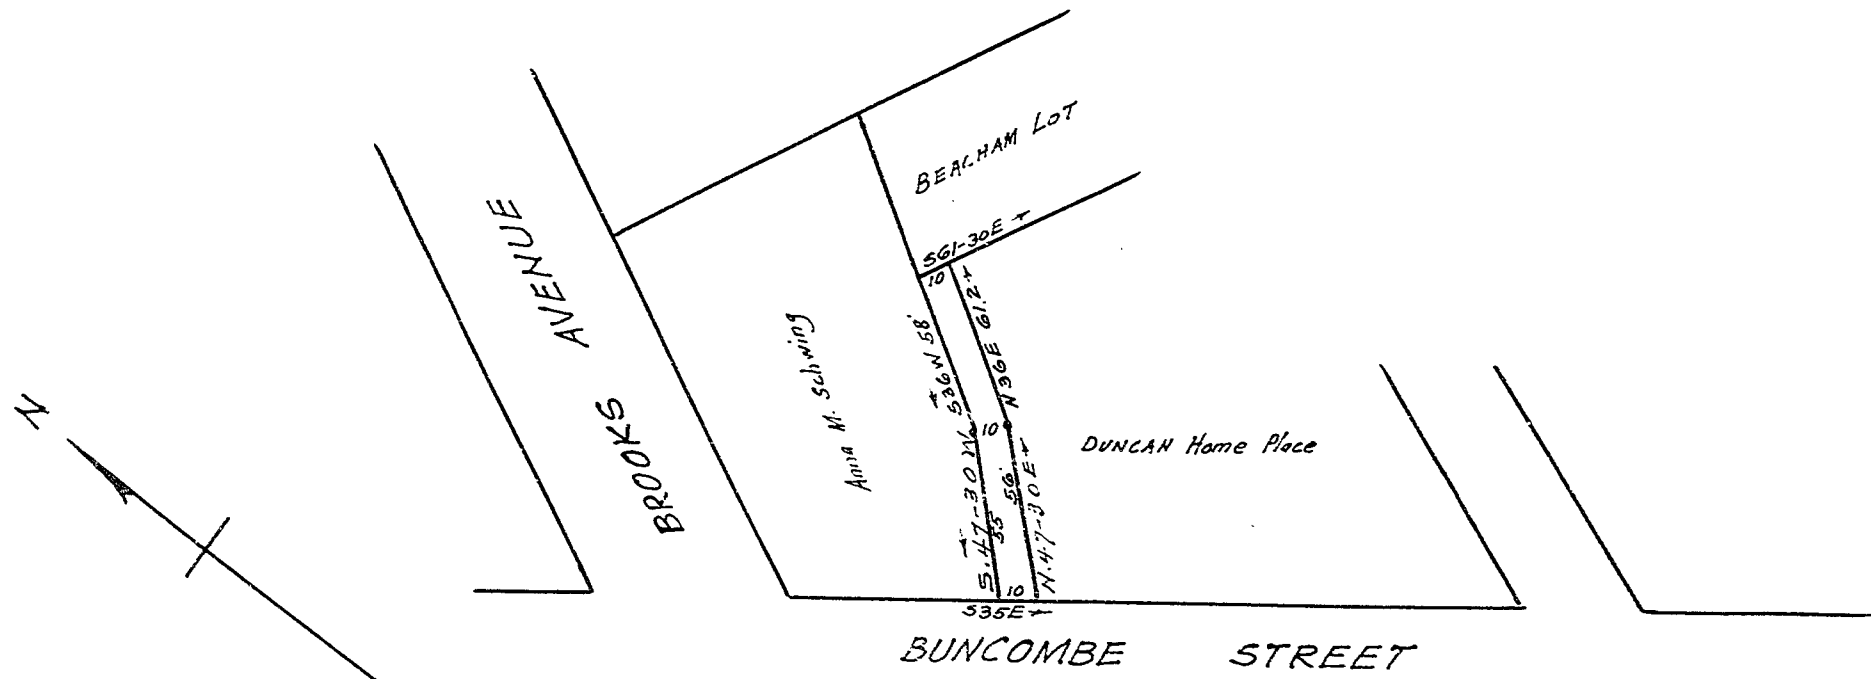 BEACHAM LOT
BROOKS AVENUE
S61-30E
10
Anna M. Schwing
S36W 58'
N36E 61.2
N
10
DUNCAN Home Place
S.47-30W
55
56'
N.47-30E
10
S35E
BUNCOMBE STREET